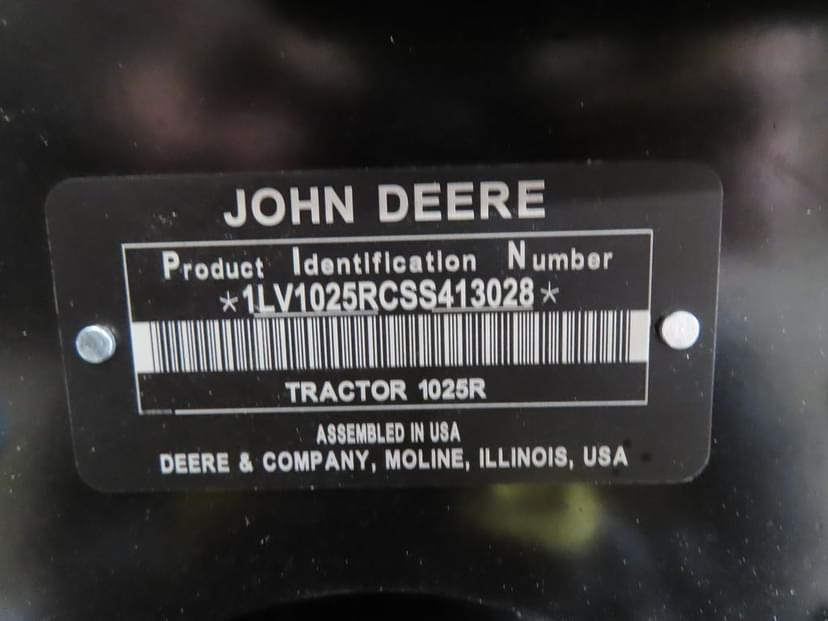 JOHN DEERE
Product Identification Number
*1LV1025RCSS413028*
TRACTOR 1025R
ASSEMBLED IN USA
DEERE & COMPANY, MOLINE, ILLINOIS, USA